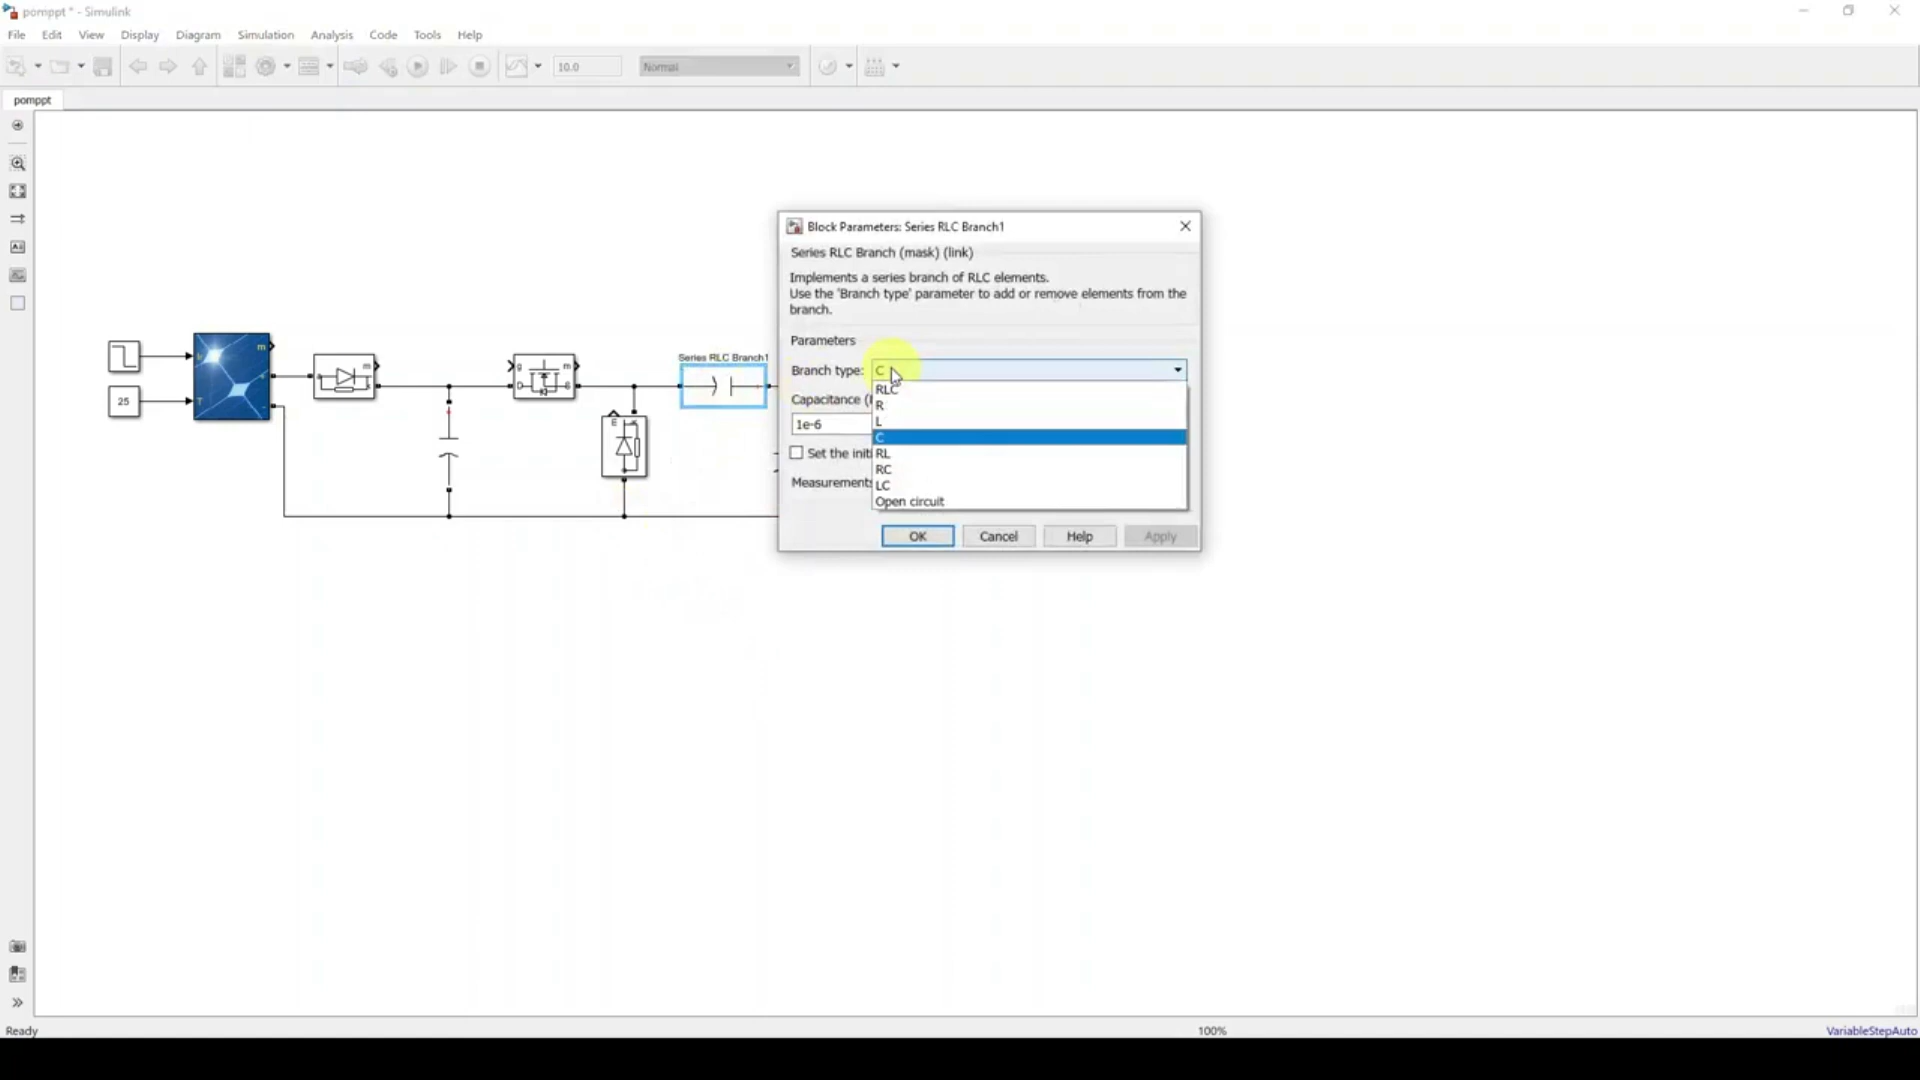 pomppt * - Simulink
File Edit View Display Diagram Simulation Analysis Code Tools Help
10.0 Normal
pomppt
Block Parameters: Series RLC Branch1
Series RLC Branch (mask) (link)
Implements a series branch of RLC elements.
Use the 'Branch type' parameter to add or remove elements from the
branch.
Parameters
Branch type: C
RLC
Capacitance (
R
L
1e-6
C
Set the init
RL
RC
Measurement
LC
Open circuit
OK Cancel Help Apply
Series RLC Branch1
Ir
m
T
25
m
g
m
D
S
Ready
100%
VariableStepAuto